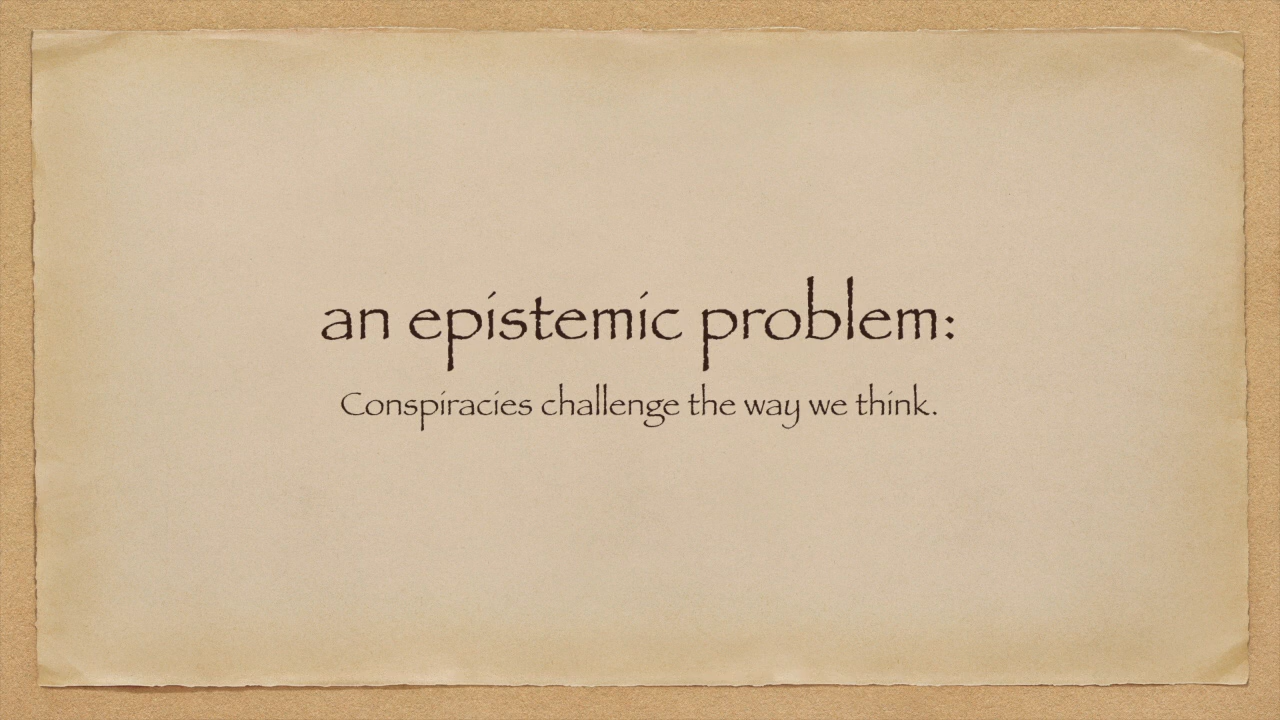 an epistemic problem:
Conspiracies challenge the way we think.